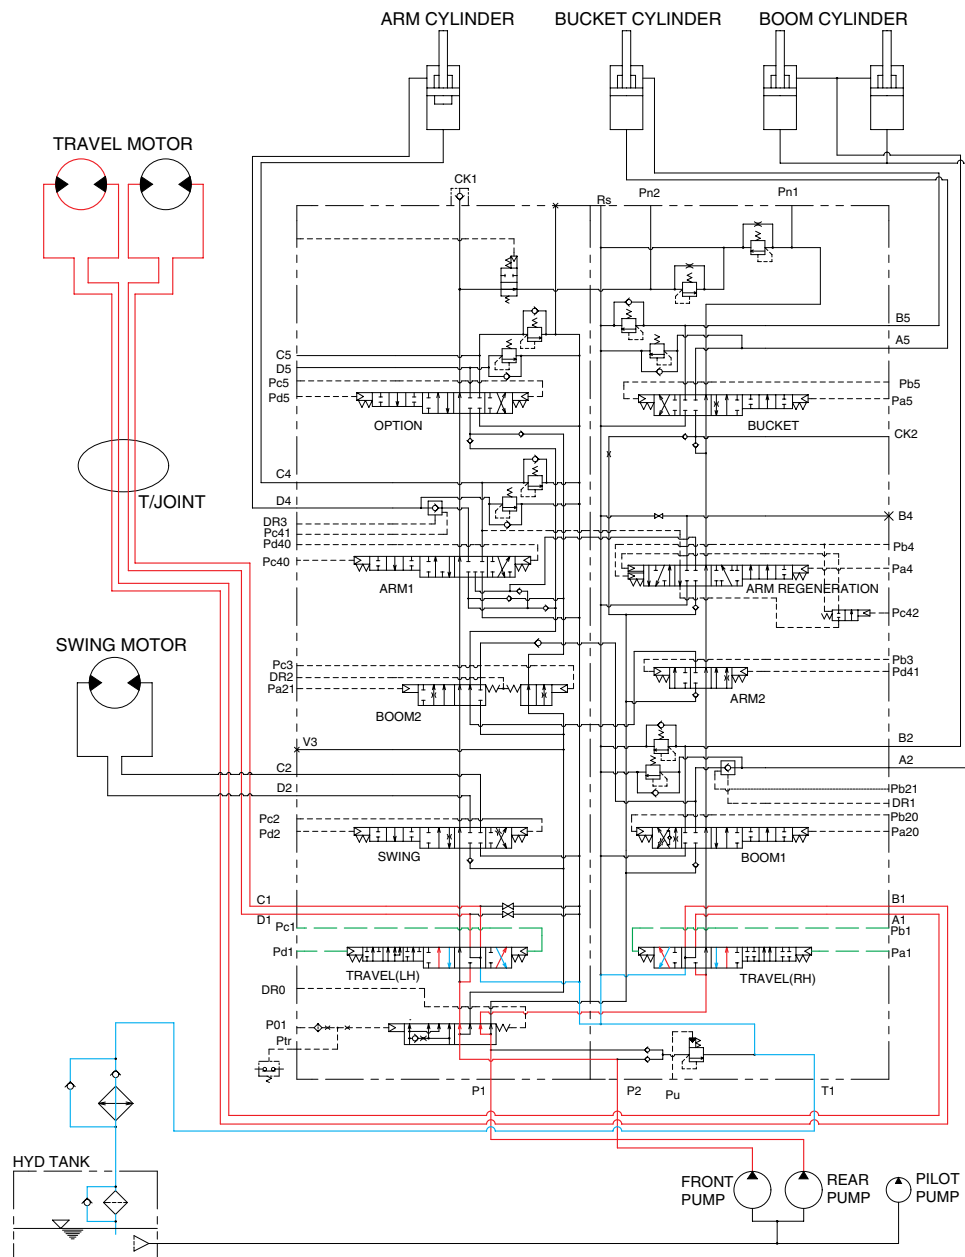 ARM CYLINDER
BUCKET CYLINDER
BOOM CYLINDER
TRAVEL MOTOR
CK1
Rs
Pn2
Pn1
B5
A5
C5
D5
Pc5
Pd5
Pb5
Pa5
OPTION
BUCKET
CK2
T/JOINT
C4
D4
DR3
Pc41
Pd40
Pc40
B4
Pb4
Pa4
ARM1
ARM REGENERATION
Pc42
SWING MOTOR
Pc3
DR2
Pa21
Pb3
Pd41
BOOM2
ARM2
V3
B2
C2
A2
D2
Pb21
DR1
Pc2
Pb20
Pd2
Pa20
SWING
BOOM1
C1
B1
D1
A1
Pc1
Pb1
Pd1
Pa1
TRAVEL(LH)
TRAVEL(RH)
DR0
P01
Ptr
P1
P2
Pu
T1
HYD TANK
FRONT
PUMP
REAR
PUMP
PILOT
PUMP